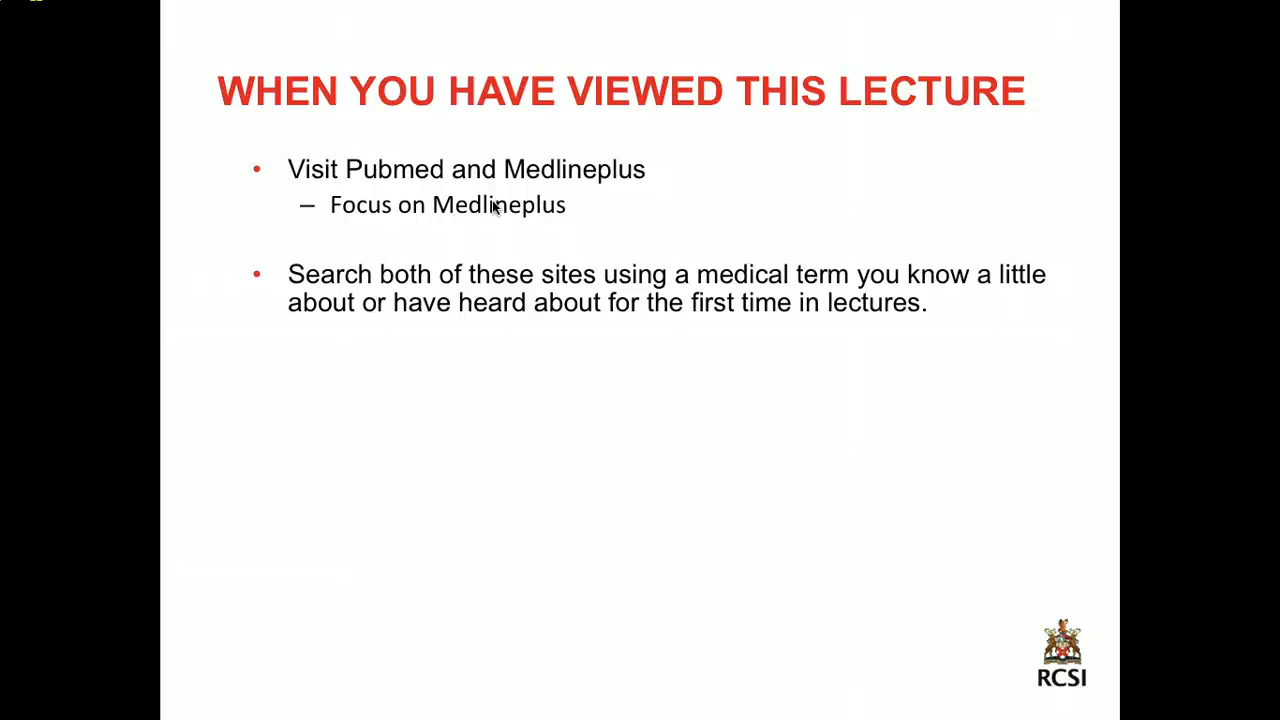 WHEN YOU HAVE VIEWED THIS LECTURE
• Visit Pubmed and Medlineplus
– Focus on Medlineplus
• Search both of these sites using a medical term you know a little
about or have heard about for the first time in lectures.
RCSI